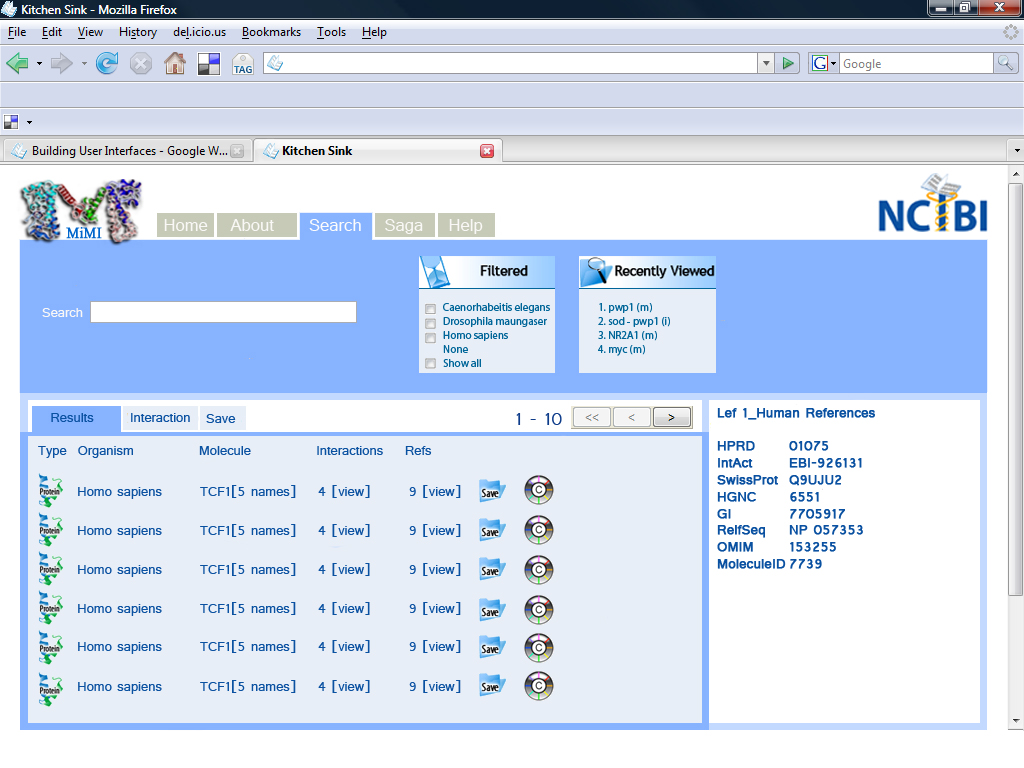 Kitchen Sink - Mozilla Firefox
File Edit View History del.icio.us Bookmarks Tools Help
TAG
G Google
Building User Interfaces - Google W...
Kitchen Sink
MiMI
Home About Search Saga Help
NCIBI
Search
Filtered
Caenorhabeitis elegans
Drosophila maungaser
Homo sapiens
None
Show all
Recently Viewed
1. pwp1 (m)
2. sod - pwp1 (i)
3. NR2A1 (m)
4. myc (m)
Results Interaction Save
1 - 10 << < >
Type Organism Molecule Interactions Refs
Protein Homo sapiens TCF1[5 names] 4 [view] 9 [view] Save C
Protein Homo sapiens TCF1[5 names] 4 [view] 9 [view] Save C
Protein Homo sapiens TCF1[5 names] 4 [view] 9 [view] Save C
Protein Homo sapiens TCF1[5 names] 4 [view] 9 [view] Save C
Protein Homo sapiens TCF1[5 names] 4 [view] 9 [view] Save C
Protein Homo sapiens TCF1[5 names] 4 [view] 9 [view] Save C
Lef 1_Human References
HPRD 01075
IntAct EBI-926131
SwissProt Q9UJU2
HGNC 6551
GI 7705917
RelfSeq NP 057353
OMIM 153255
MoleculeID 7739